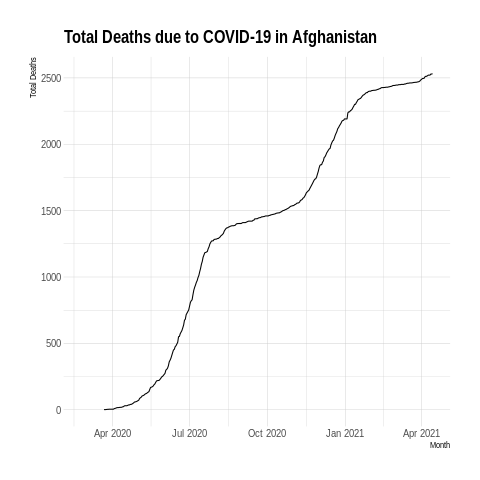 Total Deaths due to COVID-19 in Afghanistan
Total Deaths
2500
2000
1500
1000
500
0
Apr 2020 Jul 2020 Oct 2020 Jan 2021 Apr 2021
Month